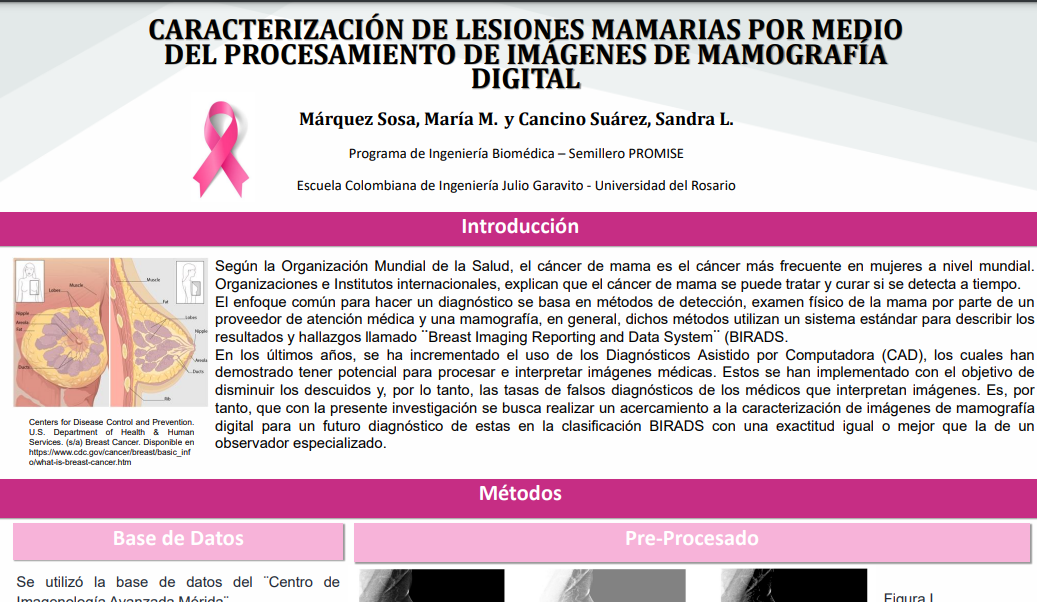 CARACTERIZACIÓN DE LESIONES MAMARIAS POR MEDIO
DEL PROCESAMIENTO DE IMÁGENES DE MAMOGRAFÍA
DIGITAL
Márquez Sosa, María M. y Cancino Suárez, Sandra L.
Programa de Ingeniería Biomédica – Semillero PROMISE
Escuela Colombiana de Ingeniería Julio Garavito - Universidad del Rosario
Introducción
Muscle
Lobes
Nipple
Areola
Fat
Ducts
Muscle
Fat
Lobes
Nipple
Areola
Ducts
Rib
Centers for Disease Control and Prevention.
U.S. Department of Health & Human
Services. (s/a) Breast Cancer. Disponible en
https://www.cdc.gov/cancer/breast/basic_inf
o/what-is-breast-cancer.htm
Según la Organización Mundial de la Salud, el cáncer de mama es el cáncer más frecuente en mujeres a nivel mundial.
Organizaciones e Institutos internacionales, explican que el cáncer de mama se puede tratar y curar si se detecta a tiempo.
El enfoque común para hacer un diagnóstico se basa en métodos de detección, examen físico de la mama por parte de un
proveedor de atención médica y una mamografía, en general, dichos métodos utilizan un sistema estándar para describir los
resultados y hallazgos llamado ¨Breast Imaging Reporting and Data System¨ (BIRADS.
En los últimos años, se ha incrementado el uso de los Diagnósticos Asistido por Computadora (CAD), los cuales han
demostrado tener potencial para procesar e interpretar imágenes médicas. Estos se han implementado con el objetivo de
disminuir los descuidos y, por lo tanto, las tasas de falsos diagnósticos de los médicos que interpretan imágenes. Es, por
tanto, que con la presente investigación se busca realizar un acercamiento a la caracterización de imágenes de mamografía
digital para un futuro diagnóstico de estas en la clasificación BIRADS con una exactitud igual o mejor que la de un
observador especializado.
Métodos
Base de Datos
Pre-Procesado
Se utilizó la base de datos del ¨Centro de
Imagenología Avanzada Mérida¨
Figura I